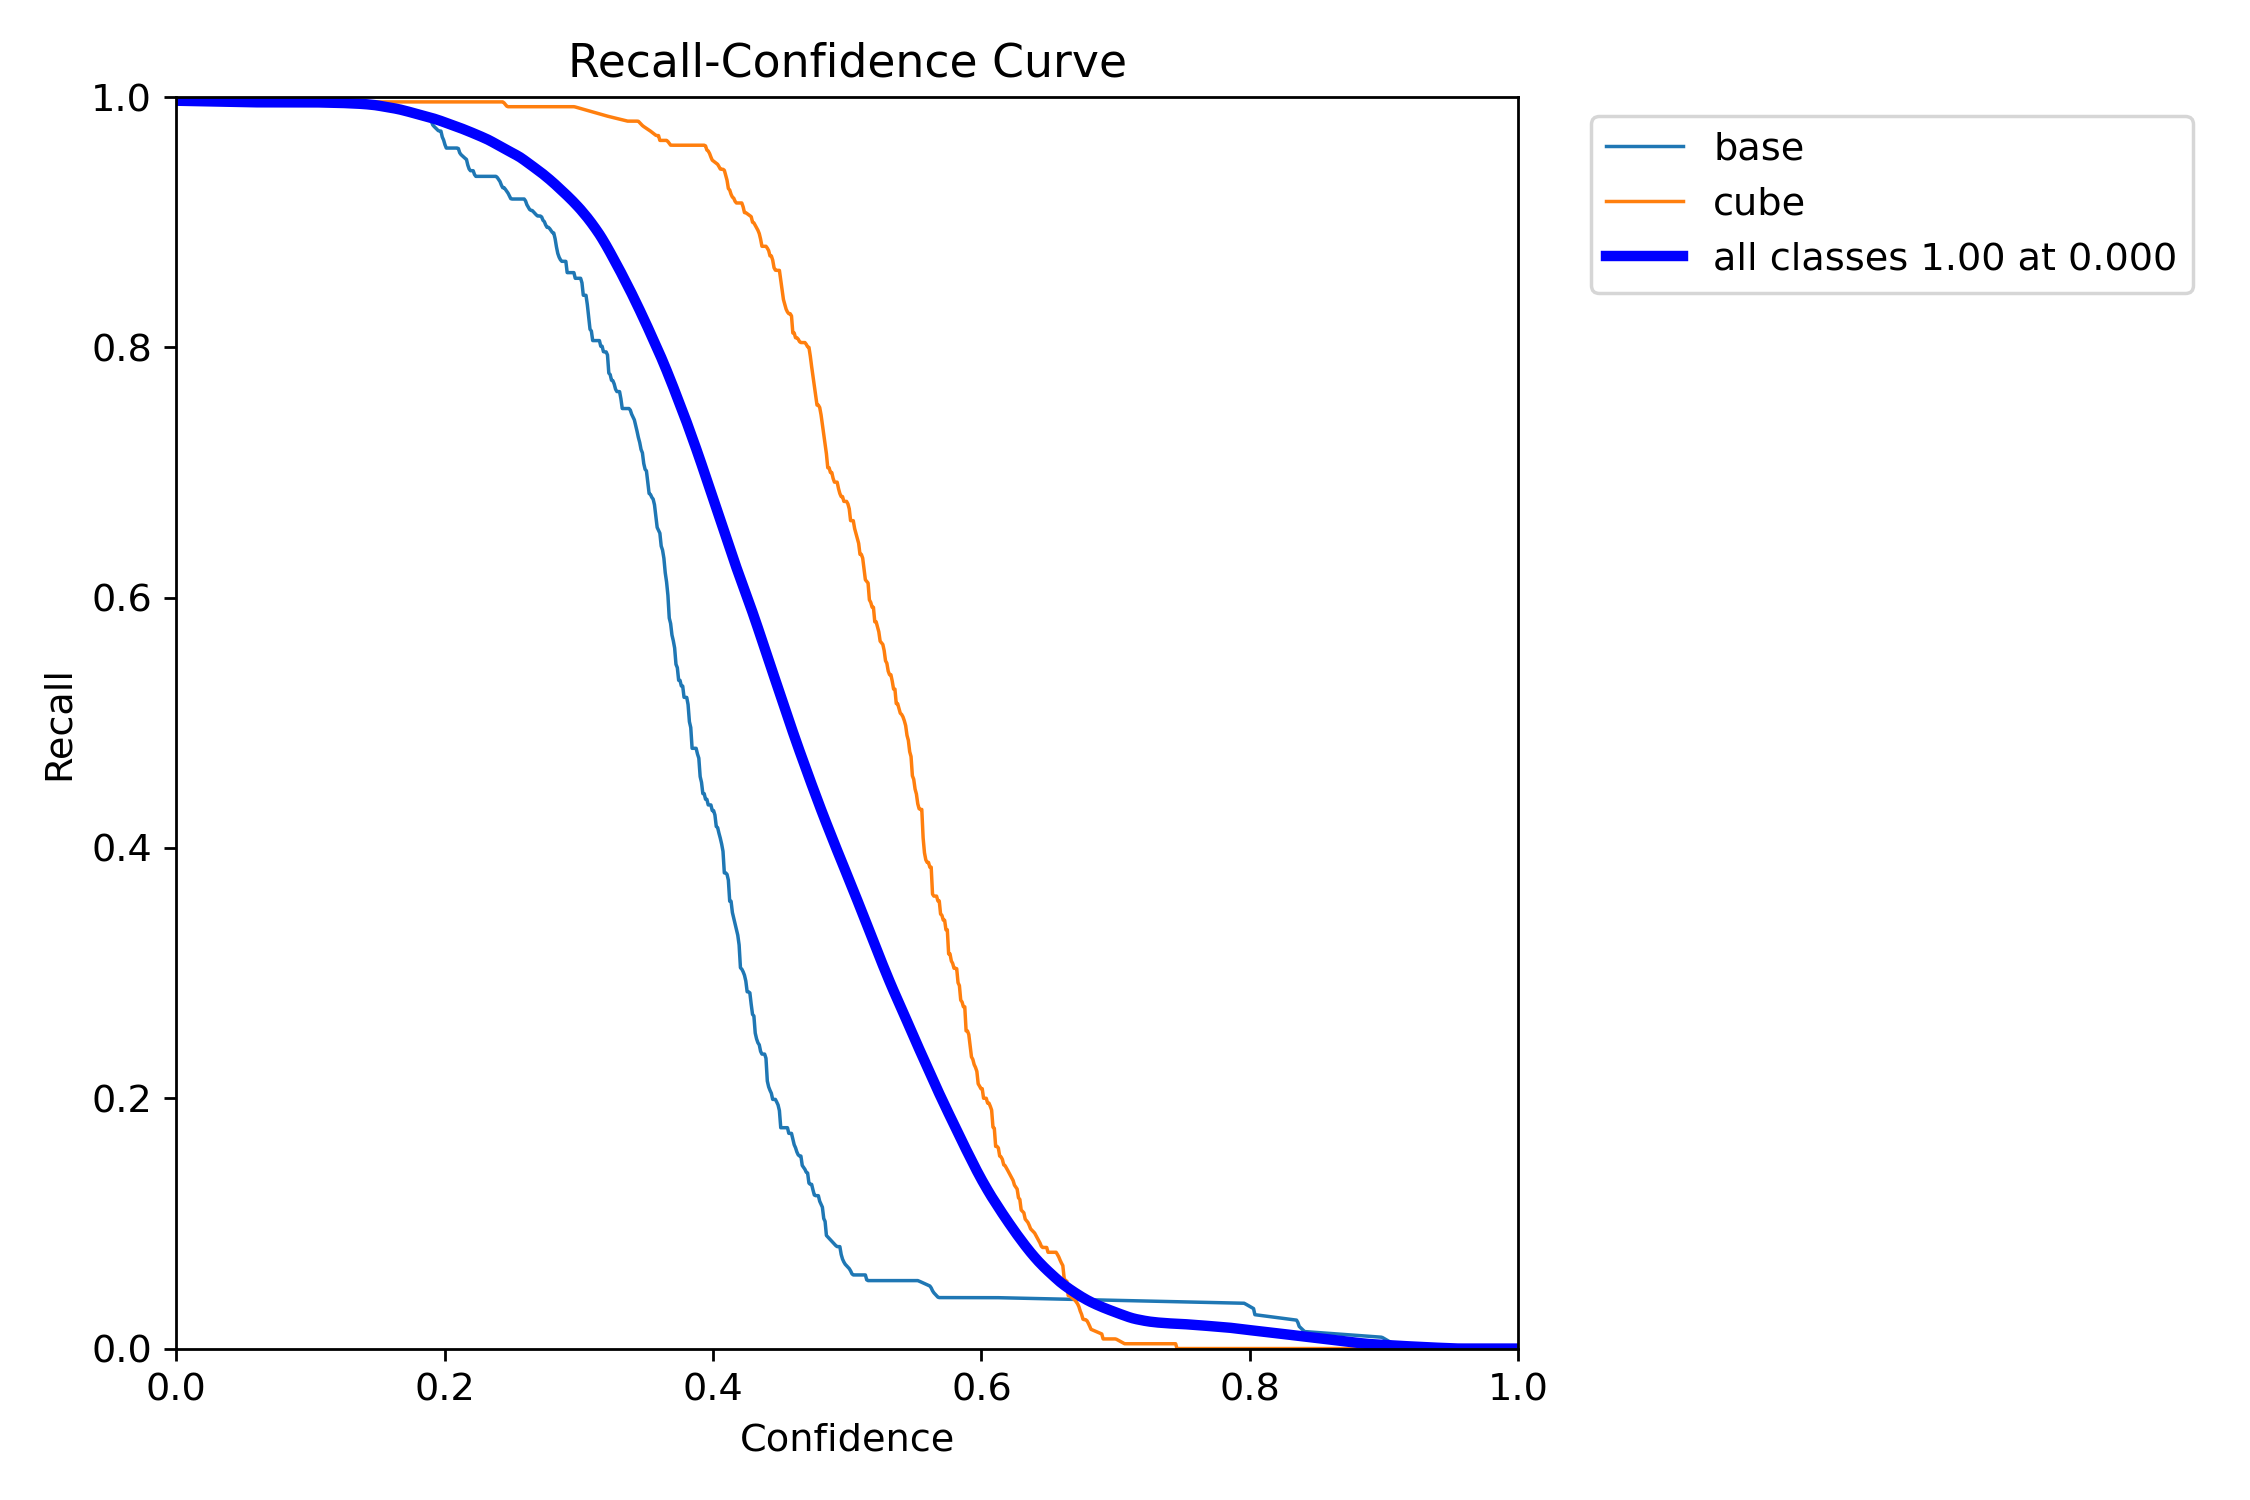 Recall-Confidence Curve
1.0
0.8
0.6
0.4
0.2
0.0
Recall
0.0 0.2 0.4 0.6 0.8 1.0
Confidence
base
cube
all classes 1.00 at 0.000